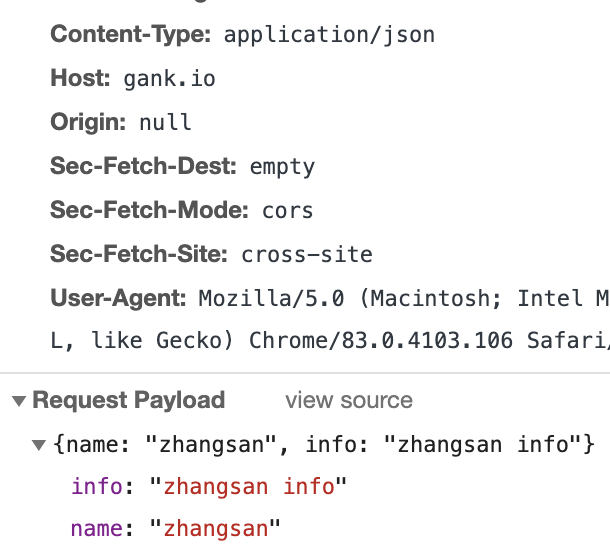 Content-Type: application/json
Host: gank.io
Origin: null
Sec-Fetch-Dest: empty
Sec-Fetch-Mode: cors
Sec-Fetch-Site: cross-site
User-Agent: Mozilla/5.0 (Macintosh; Intel M
L, like Gecko) Chrome/83.0.4103.106 Safari/
Request Payload view source
{name: "zhangsan", info: "zhangsan info"}
info: "zhangsan info"
name: "zhangsan"